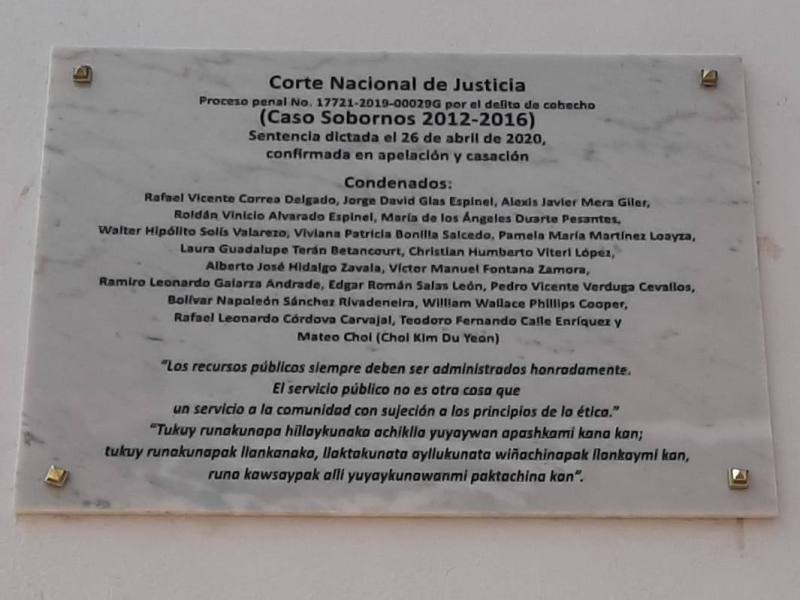 Corte Nacional de Justicia
Proceso penal No. 17721-2019-00029G por el delito de cohecho
(Caso Sobornos 2012-2016)
Sentencia dictada el 26 de abril de 2020,
confirmada en apelación y casación
Condenados:
Rafael Vicente Correa Delgado, Jorge David Glas Espinel, Alexis Javier Mera Giler,
Roldán Vinicio Alvarado Espinel, María de los Ángeles Duarte Pesantes,
Walter Hipólito Solís Valarezo, Viviana Patricia Bonilla Salcedo, Pamela María Martínez Loayza,
Laura Guadalupe Terán Betancourt, Christian Humberto Viteri López,
Alberto José Hidalgo Zavala, Víctor Manuel Fontana Zamora,
Ramiro Leonardo Galarza Andrade, Edgar Román Salas León, Pedro Vicente Verduga Cevallos,
Bolívar Napoleón Sánchez Rivadeneira, William Wallace Phillips Cooper,
Rafael Leonardo Córdova Carvajal, Teodoro Fernando Calle Enríquez y
Mateo Choi (Choi Kim Du Yeon)
“Los recursos públicos siempre deben ser administrados honradamente.
El servicio público no es otra cosa que
un servicio a la comunidad con sujeción a los principios de la ética.”
“Tukuy runakunapa hillaykunaka achiklla yuyaywan apashkami kana kan;
tukuy runakunapak llankanaka, llaktakunata ayllukunata wiñachinapak llankaymi kan,
runa kawsaypak alli yuyaykunawanmi paktachina kan”.